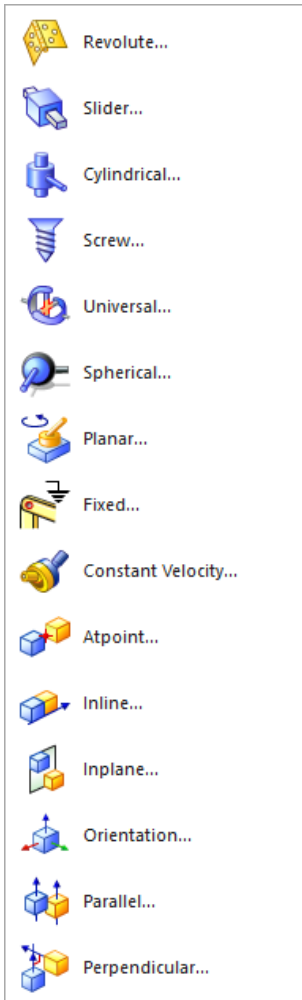 Revolute...
Slider...
Cylindrical...
Screw...
Universal...
Spherical...
Planar...
Fixed...
Constant Velocity...
Atpoint...
Inline...
Inplane...
Orientation...
Parallel...
Perpendicular...